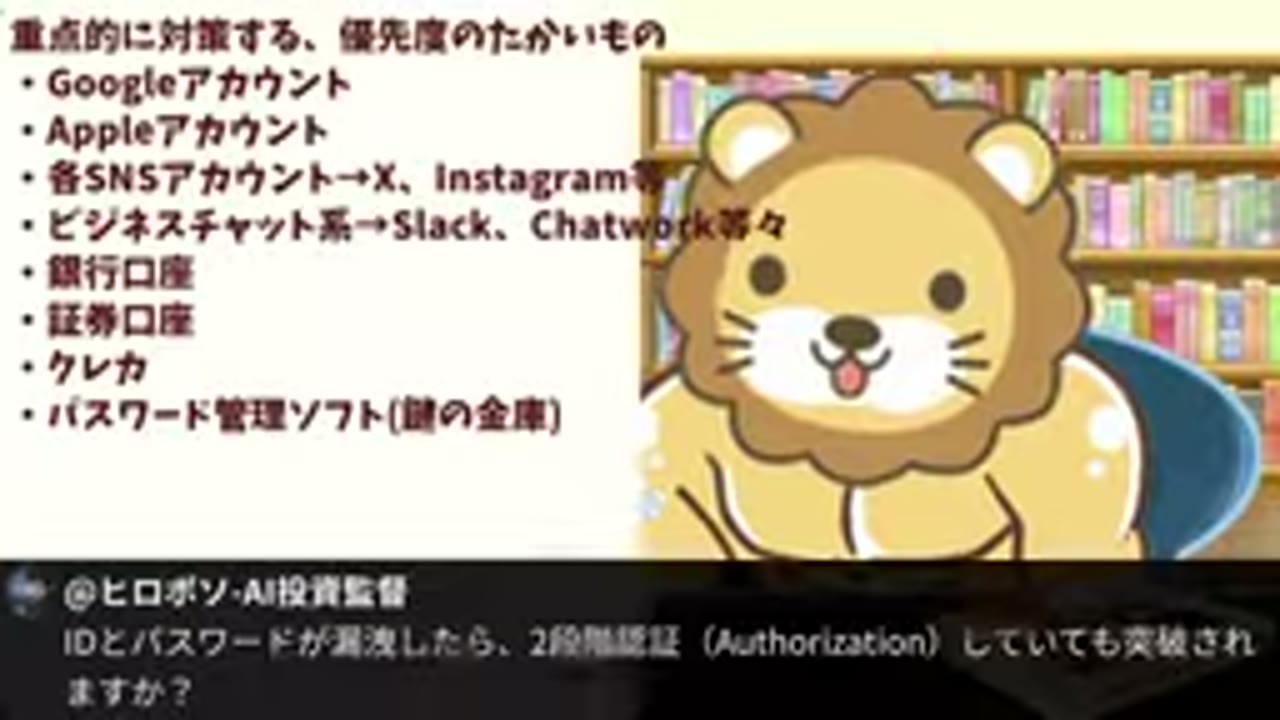 重点的に対策する、優先度のたかいもの
・Googleアカウント
・Appleアカウント
・各SNSアカウント→X、Instagram等
・ビジネスチャット系→Slack、Chatwork等々
・銀行口座
・証券口座
・クレカ
・パスワード管理ソフト(鍵の金庫)
@ヒロポソ-AI投資監督
IDとパスワードが漏洩したら、2段階認証（Authorization）していても突破され
ますか？